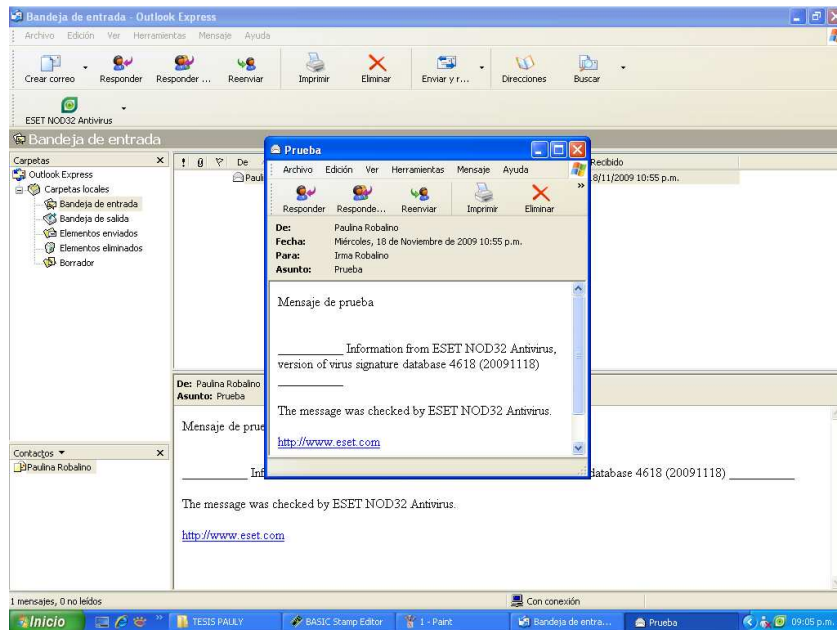 Bandeja de entrada - Outlook Express
Archivo Edición Ver Herramientas Mensaje Ayuda
Crear correo Responder Responder ... Reenviar Imprimir Eliminar Enviar y r... Direcciones Buscar
ESET NOD32 Antivirus
Bandeja de entrada
Carpetas
Outlook Express
Carpetas locales
Bandeja de entrada
Bandeja de salida
Elementos enviados
Elementos eliminados
Borrador
Contactos
Paulina Robalino
! De Recibido
Pauli 8/11/2009 10:55 p.m.
De: Paulina Robalino
Asunto: Prueba
Mensaje de prue
__________ Inf database 4618 (20091118) __________
The message was checked by ESET NOD32 Antivirus.
http://www.eset.com
Prueba
Archivo Edición Ver Herramientas Mensaje Ayuda
Responder Responde... Reenviar Imprimir Eliminar »
De: Paulina Robalino
Fecha: Miércoles, 18 de Noviembre de 2009 10:55 p.m.
Para: Irma Robalino
Asunto: Prueba
Mensaje de prueba
__________ Information from ESET NOD32 Antivirus,
version of virus signature database 4618 (20091118)
__________
The message was checked by ESET NOD32 Antivirus.
http://www.eset.com
1 mensajes, 0 no leídos Con conexión
Inicio » TESIS PAULY BASIC Stamp Editor 1 - Paint Bandeja de entra... Prueba 09:05 p.m.